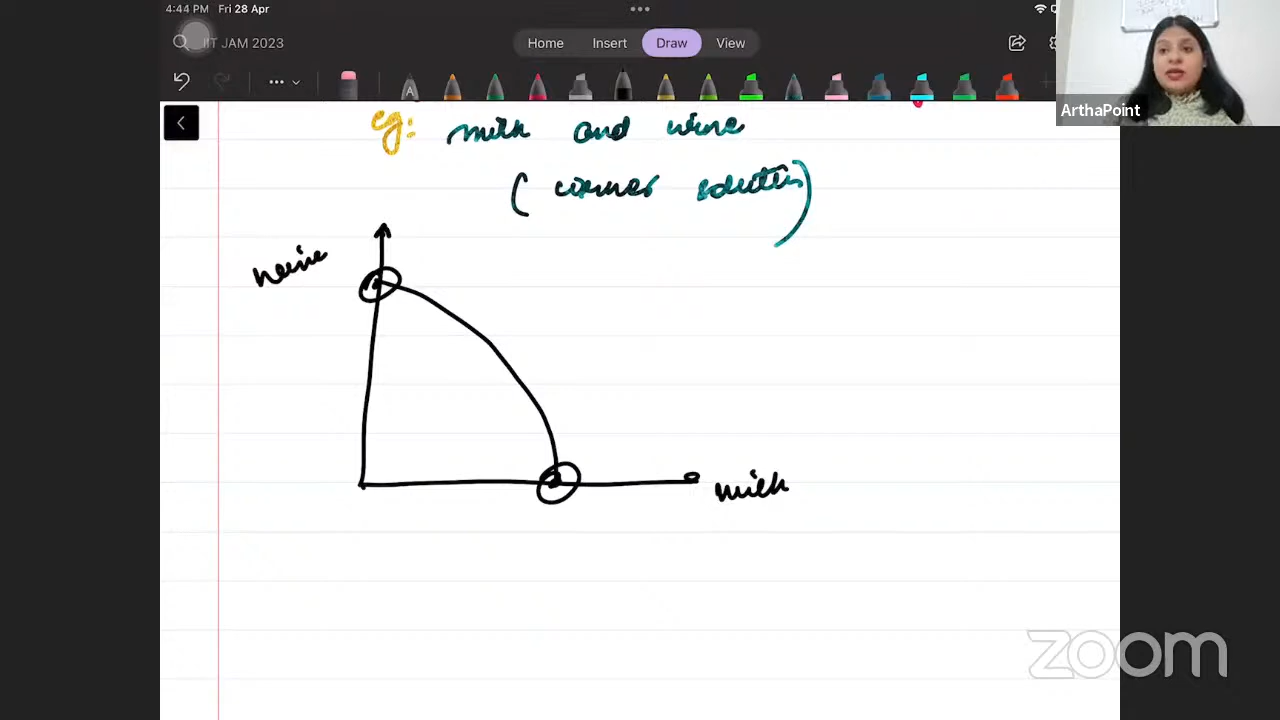 4:44 PM Fri 28 Apr
IIT JAM 2023
Home Insert Draw View
A
ArthaPoint
eg: milk and wine
(corner solution)
wine
milk
zoom